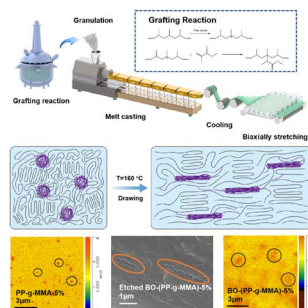 Granulation
Grafting Reaction
Grafting reaction
Melt casting
Cooling
Biaxially stretching
T=160 °C
Drawing
PP-g-MMA-5%
3μm
Etched BO-(PP-g-MMA)-5%
1μm
BO-(PP-g-MMA)-5%
3μm